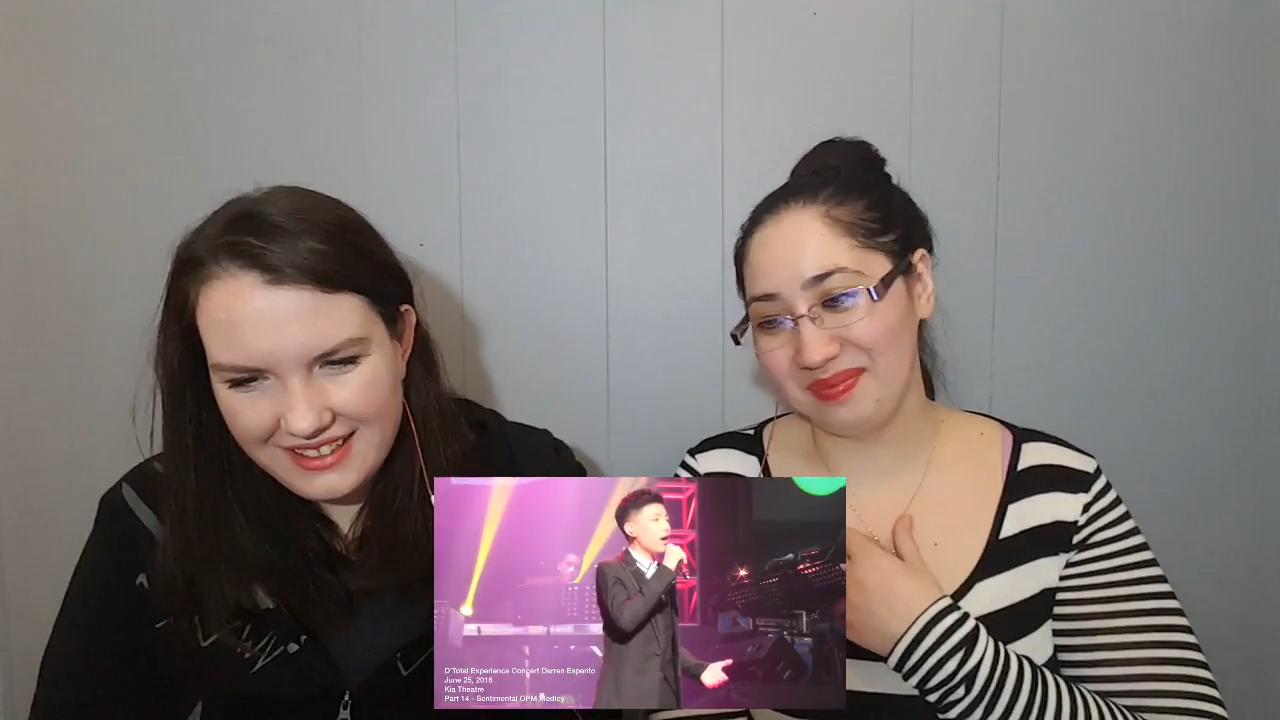 D'Total Experience Concert Darren Espanto
June 25, 2016
Kia Theatre
Part 14 - Sentimental OPM Medley